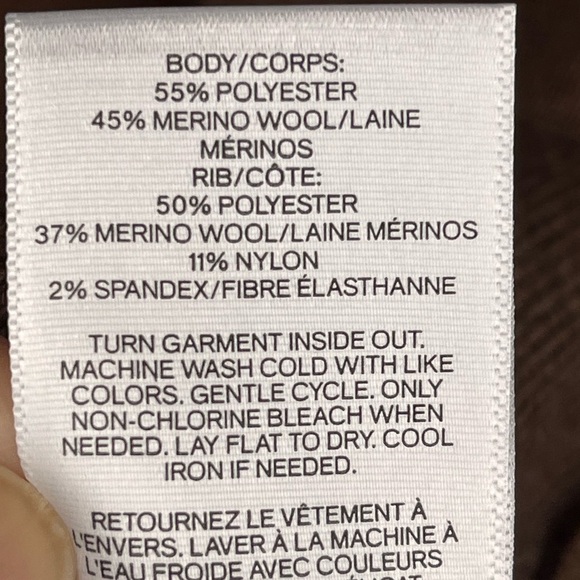 BODY/CORPS:
55% POLYESTER
45% MERINO WOOL/LAINE
MÉRINOS
RIB/CÔTE:
50% POLYESTER
37% MERINO WOOL/LAINE MÉRINOS
11% NYLON
2% SPANDEX/FIBRE ÉLASTHANNE
TURN GARMENT INSIDE OUT.
MACHINE WASH COLD WITH LIKE
COLORS. GENTLE CYCLE. ONLY
NON-CHLORINE BLEACH WHEN
NEEDED. LAY FLAT TO DRY. COOL
IRON IF NEEDED.
RETOURNEZ LE VÊTEMENT À
L'ENVERS. LAVER À LA MACHINE À
L'EAU FROIDE AVEC COULEURS